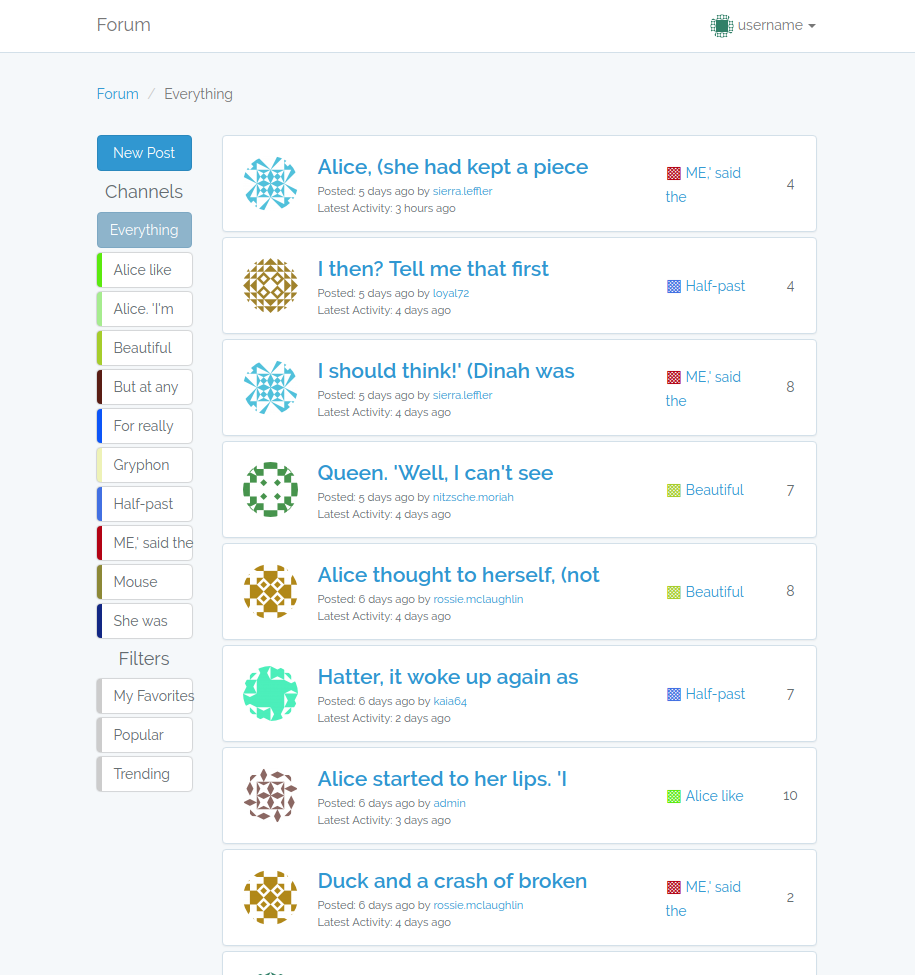 Forum
username
Forum / Everything
New Post
Channels
Everything
Alice like
Alice. 'I'm
Beautiful
But at any
For really
Gryphon
Half-past
ME,' said the
Mouse
She was
Filters
My Favorites
Popular
Trending
Alice, (she had kept a piece
Posted: 5 days ago by sierra.leffler
Latest Activity: 3 hours ago
ME,' said
the
4
I then? Tell me that first
Posted: 5 days ago by loyal72
Latest Activity: 4 days ago
Half-past
4
I should think!' (Dinah was
Posted: 5 days ago by sierra.leffler
Latest Activity: 4 days ago
ME,' said
the
8
Queen. 'Well, I can't see
Posted: 5 days ago by nitzsche.moriah
Latest Activity: 4 days ago
Beautiful
7
Alice thought to herself, (not
Posted: 6 days ago by rossie.mclaughlin
Latest Activity: 4 days ago
Beautiful
8
Hatter, it woke up again as
Posted: 6 days ago by kaia64
Latest Activity: 2 days ago
Half-past
7
Alice started to her lips. 'I
Posted: 6 days ago by admin
Latest Activity: 3 days ago
Alice like
10
Duck and a crash of broken
Posted: 6 days ago by rossie.mclaughlin
Latest Activity: 4 days ago
ME,' said
the
2